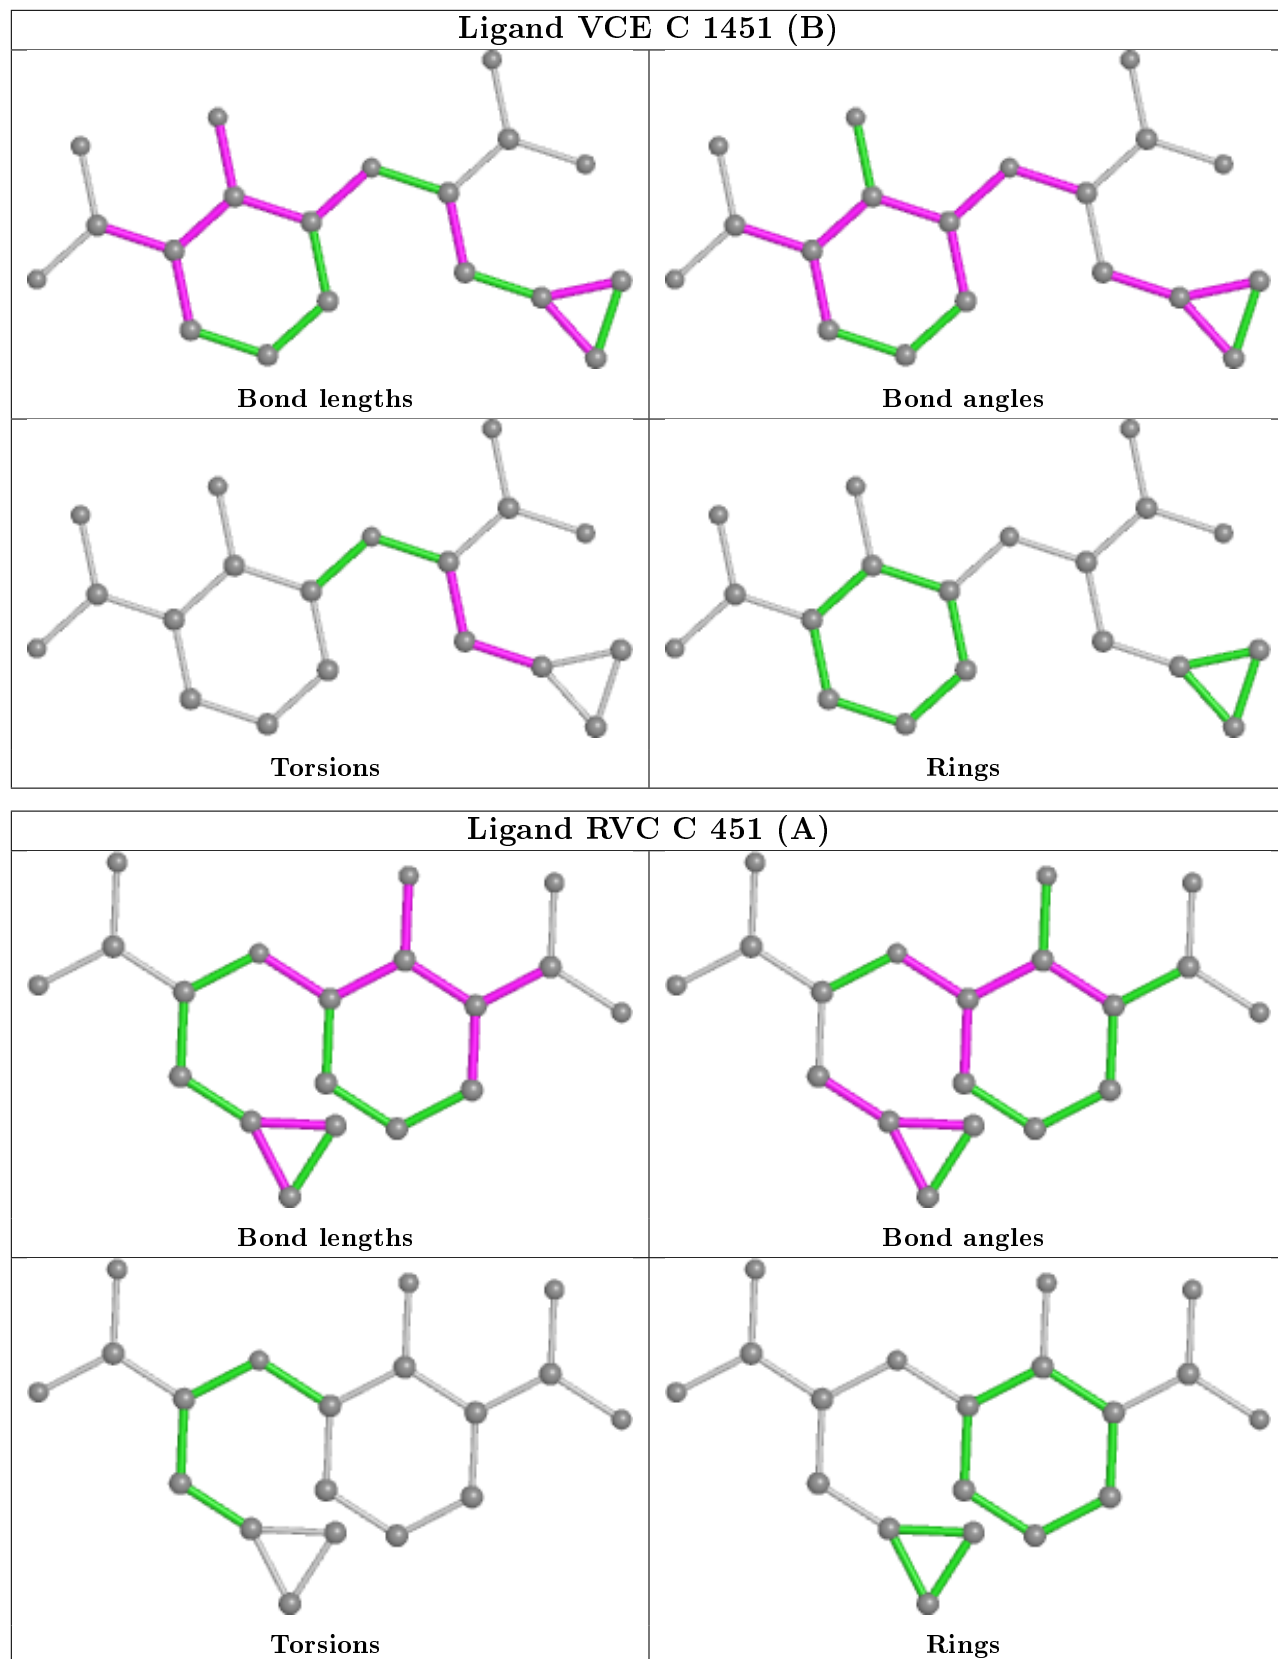 Ligand VCE C 1451 (B)
Bond lengths
Bond angles
Torsions
Rings
Ligand RVC C 451 (A)
Bond lengths
Bond angles
Torsions
Rings